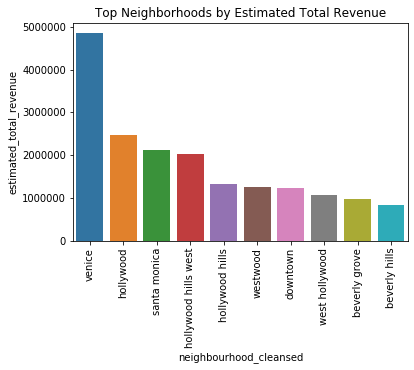 Top Neighborhoods by Estimated Total Revenue
5000000
4000000
3000000
2000000
1000000
0
estimated_total_revenue
venice
hollywood
santa monica
hollywood hills west
hollywood hills
westwood
downtown
west hollywood
beverly grove
beverly hills
neighbourhood_cleansed